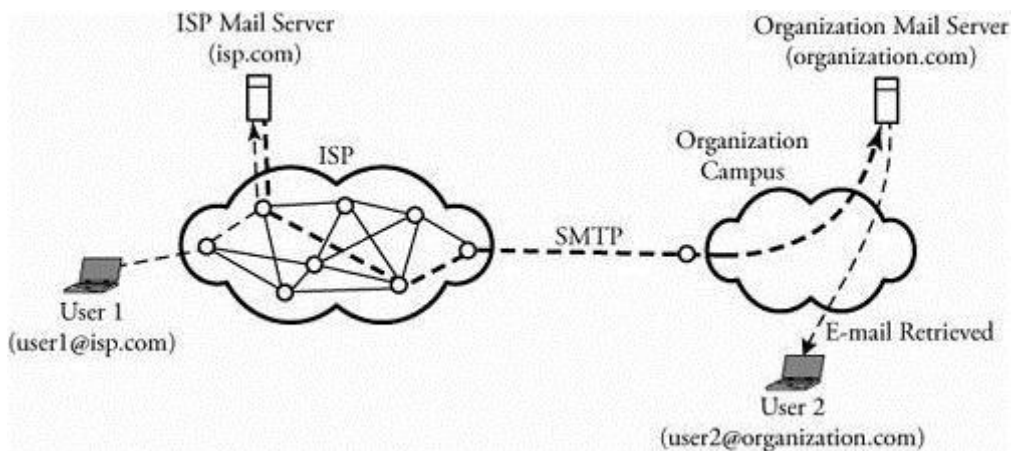 ISP Mail Server
(isp.com)
Organization Mail Server
(organization.com)
ISP
Organization
Campus
SMTP
User 1
(user1@isp.com)
E-mail Retrieved
User 2
(user2@organization.com)